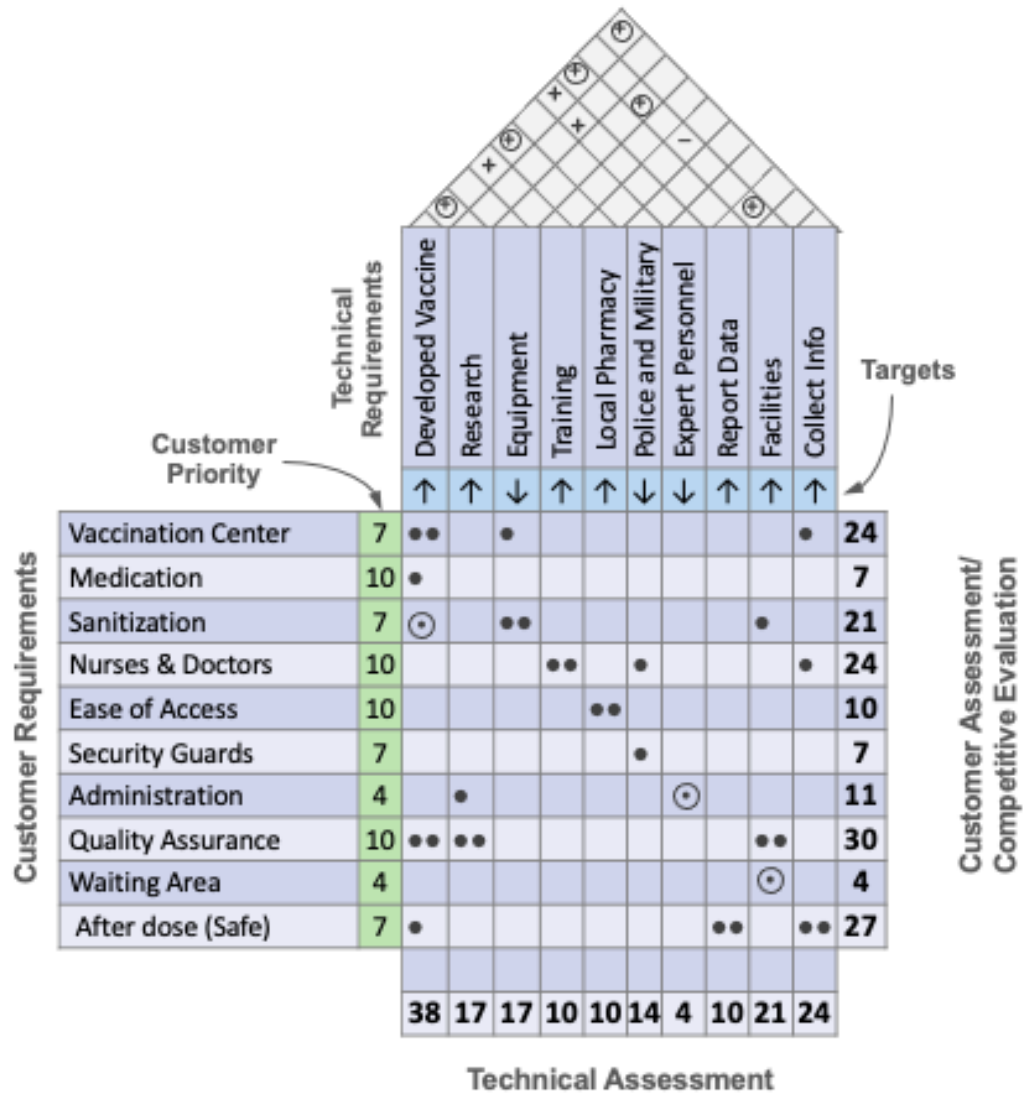 Technical
Requirements
Developed Vaccine
Research
Equipment
Training
Local Pharmacy
Police and Military
Expert Personnel
Report Data
Facilities
Collect Info
Targets
Customer
Priority
Customer Requirements
Vaccination Center 7 24
Medication 10 7
Sanitization 7 21
Nurses & Doctors 10 24
Ease of Access 10 10
Security Guards 7 7
Administration 4 11
Quality Assurance 10 30
Waiting Area 4 4
After dose (Safe) 7 27
Customer Assessment/
Competitive Evaluation
38 17 17 10 10 14 4 10 21 24
Technical Assessment